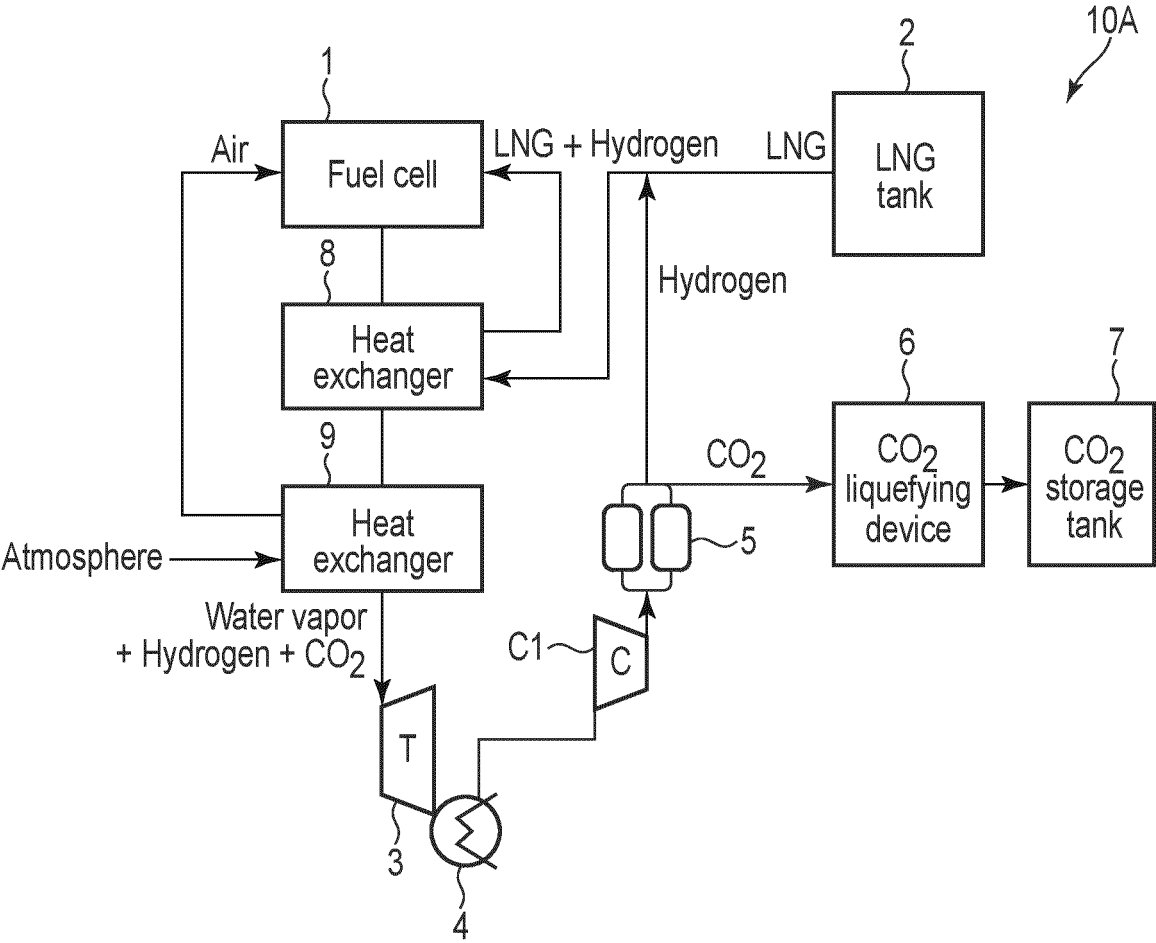 10A
1
2
Air
LNG + Hydrogen
LNG
Fuel cell
LNG
tank
8
Hydrogen
Heat
exchanger
6
7
9
CO2
CO2
liquefying
device
CO2
storage
tank
Heat
exchanger
5
Atmosphere
Water vapor
+ Hydrogen + CO2
C1
C
T
3
4